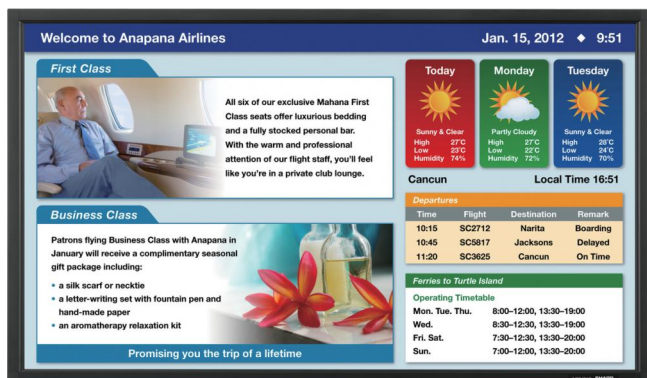 Welcome to Anapana Airlines
Jan. 15, 2012 ◆ 9:51
First Class
All six of our exclusive Mahana First
Class seats offer luxurious bedding
and a fully stocked personal bar.
With the warm and professional
attention of our flight staff, you'll feel
like you're in a private club lounge.
Business Class
Patrons flying Business Class with Anapana in
January will receive a complimentary seasonal
gift package including:
• a silk scarf or necktie
• a letter-writing set with fountain pen and
hand-made paper
• an aromatherapy relaxation kit
Promising you the trip of a lifetime
Today Monday Tuesday
Sunny & Clear Partly Cloudy Sunny & Clear
High 27°C High 27°C High 28°C
Low 23°C Low 22°C Low 24°C
Humidity 74% Humidity 72% Humidity 70%
Cancun Local Time 16:51
Departures
Time Flight Destination Remark
10:15 SC2712 Narita Boarding
10:45 SC5817 Jacksons Delayed
11:20 SC3625 Cancun On Time
Ferries to Turtle Island
Operating Timetable
Mon. Tue. Thu. 8:00–12:00, 13:30–19:00
Wed. 8:30–12:30, 13:30–19:00
Fri. Sat. 7:30–12:30, 13:30–20:00
Sun. 7:00–12:00, 13:30–20:00